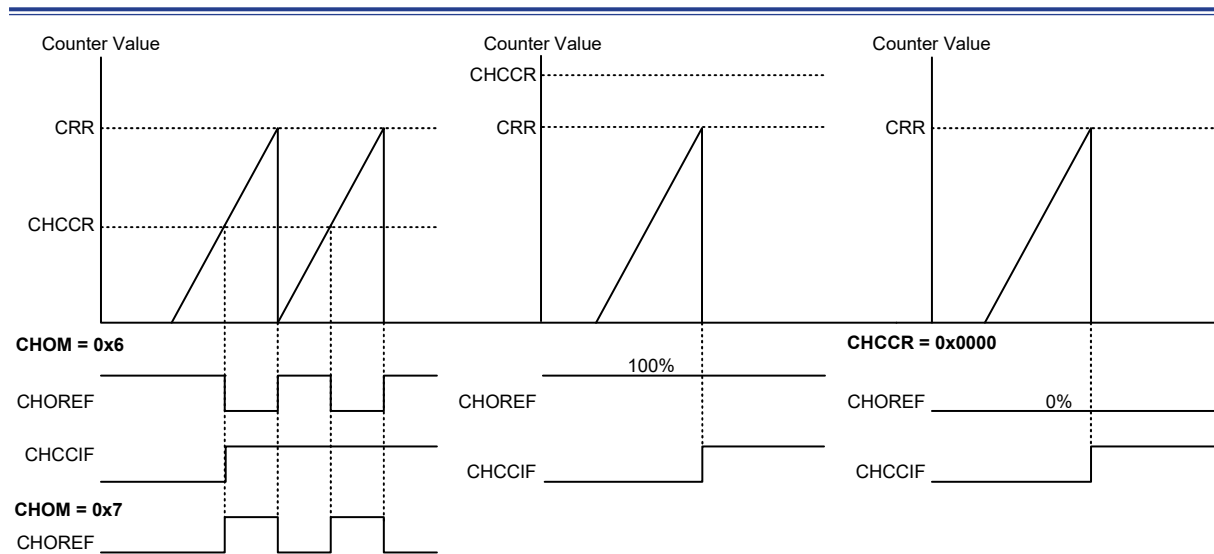 Counter Value
CRR
CHCCR
CHOM = 0x6
CHOREF
CHCCIF
CHOM = 0x7
CHOREF
Counter Value
CHCCR
CRR
100%
CHOREF
CHCCIF
Counter Value
CRR
CHCCR = 0x0000
CHOREF
0%
CHCCIF